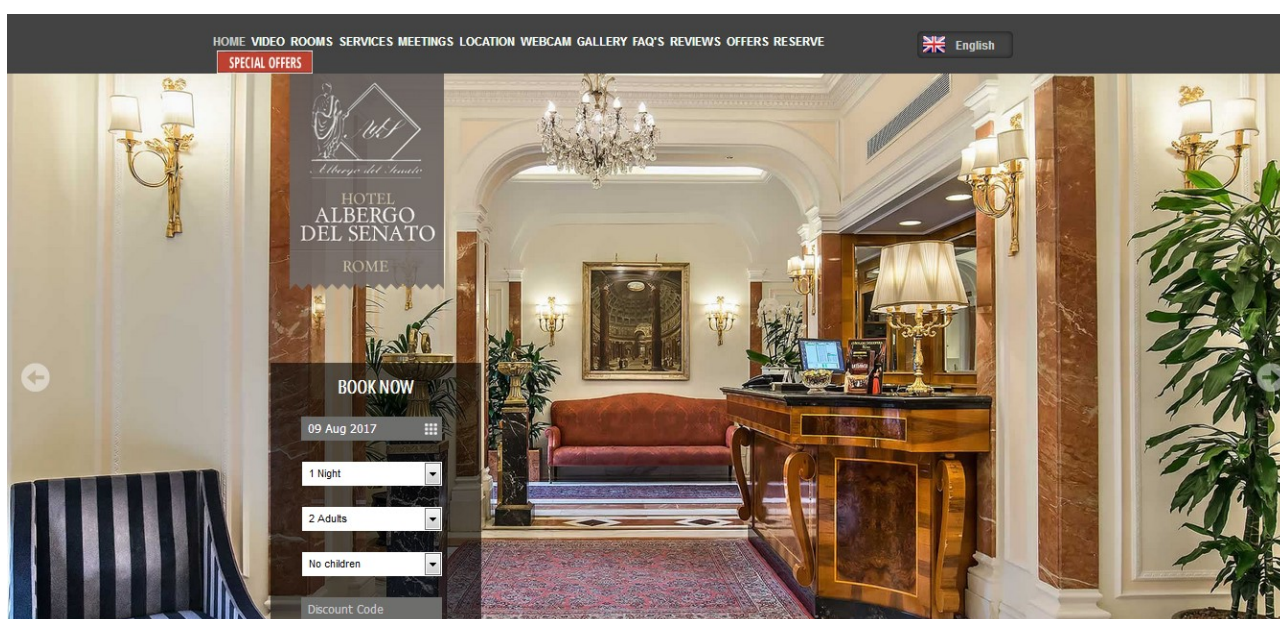 HOME VIDEO ROOMS SERVICES MEETINGS LOCATION WEBCAM GALLERY FAQ'S REVIEWS OFFERS RESERVE
English
SPECIAL OFFERS
Albergo del Senato
HOTEL
ALBERGO
DEL SENATO
ROME
BOOK NOW
09 Aug 2017
1 Night
2 Adults
No children
Discount Code